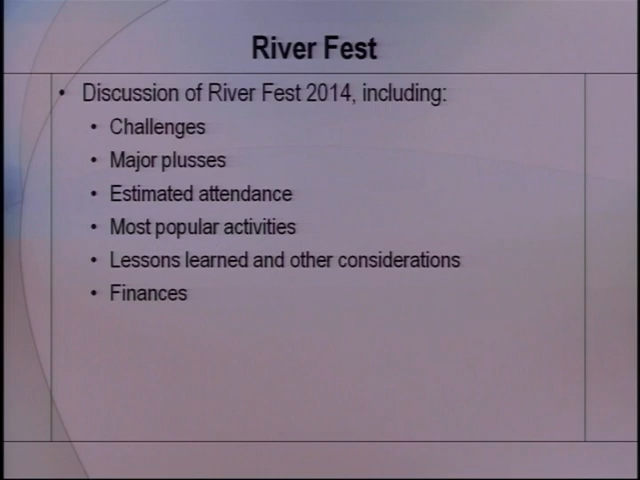 River Fest
• Discussion of River Fest 2014, including:
• Challenges
• Major plusses
• Estimated attendance
• Most popular activities
• Lessons learned and other considerations
• Finances